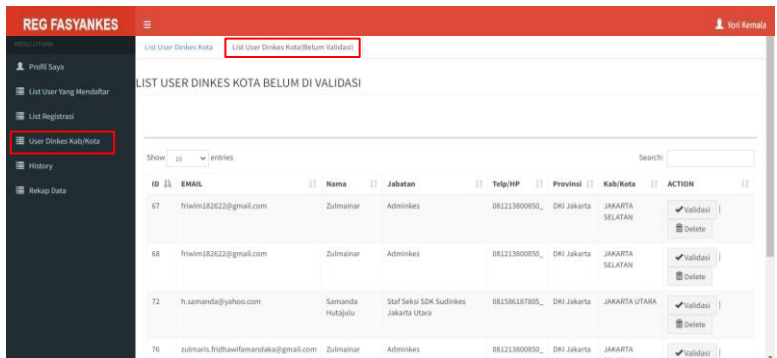 REG FASYANKES
Yori Kemala
MENU UTAMA
List User Dinkes Kota
List User Dinkes Kota(Belum Validasi)
Profil Saya
List User Yang Mendaftar
List Registrasi
User Dinkes Kab/Kota
History
Rekap Data
LIST USER DINKES KOTA BELUM DI VALIDASI
Show 10 entries
Search:
ID EMAIL Nama Jabatan Telp/HP Provinsi Kab/Kota ACTION
67 friwim182622@gmail.com Zulmainar Adminkes 081213800850_ DKI Jakarta JAKARTA SELATAN Validasi |
Delete
68 friwim182622@gmail.com Zulmainar Adminkes 081213800850_ DKI Jakarta JAKARTA SELATAN Validasi |
Delete
72 h.samanda@yahoo.com Samanda Hutajulu Staf Seksi SDK Sudinkes Jakarta Utara 081586187805_ DKI Jakarta JAKARTA UTARA Validasi |
Delete
76 zulmaris.fridhawifamandaka@gmail.com Zulmainar Adminkes 081213800850_ DKI Jakarta JAKARTA Validasi |